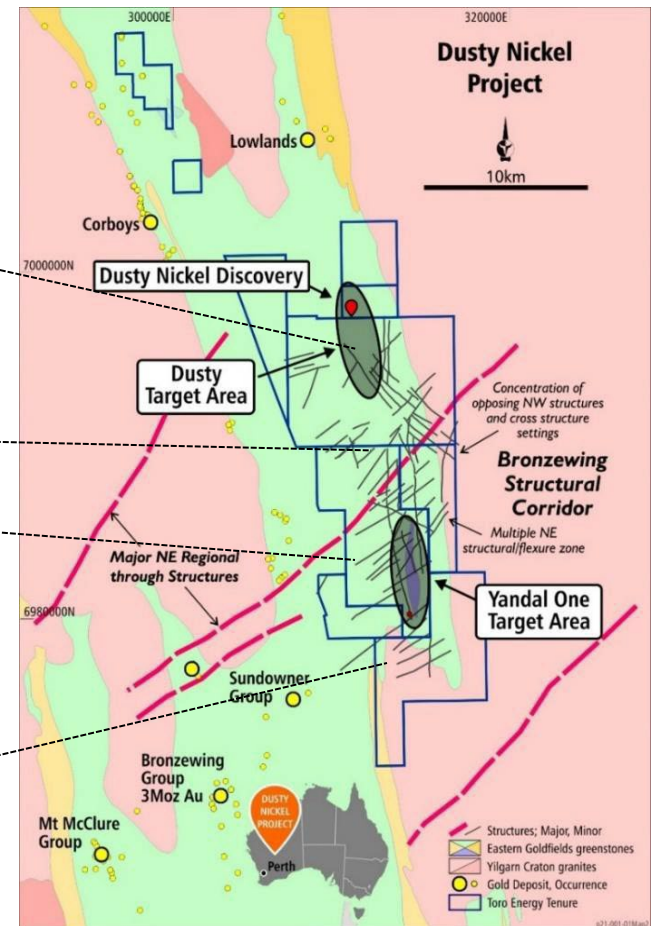 300000E
320000E
Dusty Nickel
Project
10km
Lowlands
Corboys
7000000N
Dusty Nickel Discovery
Dusty
Target Area
Concentration of
opposing NW structures
and cross structure
settings
Bronzewing
Structural
Corridor
Multiple NE
structural/flexure zone
Major NE Regional
through Structures
6980000N
Yandal One
Target Area
Sundowner
Group
Bronzewing
Group
3Moz Au
DUSTY
NICKEL
PROJECT
Mt McClure
Group
Perth
Structures; Major, Minor
Eastern Goldfields greenstones
Yilgarn Craton granites
Gold Deposit, Occurrence
Toro Energy Tenure